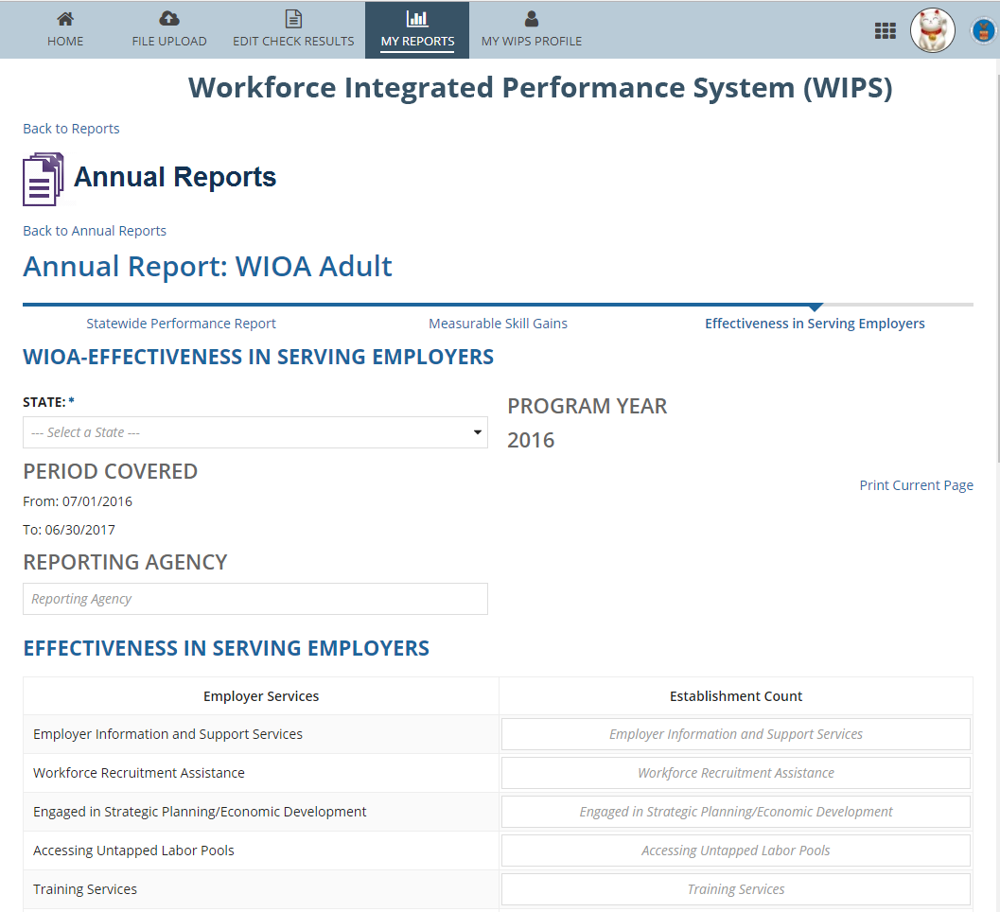 HOME
FILE UPLOAD
EDIT CHECK RESULTS
MY REPORTS
MY WIPS PROFILE
Workforce Integrated Performance System (WIPS)
Back to Reports
Annual Reports
Back to Annual Reports
Annual Report: WIOA Adult
Statewide Performance Report
Measurable Skill Gains
Effectiveness in Serving Employers
WIOA-EFFECTIVENESS IN SERVING EMPLOYERS
STATE: *
--- Select a State ---
PROGRAM YEAR
2016
PERIOD COVERED
From: 07/01/2016
To: 06/30/2017
Print Current Page
REPORTING AGENCY
Reporting Agency
EFFECTIVENESS IN SERVING EMPLOYERS
Employer Services Establishment Count
Employer Information and Support Services Employer Information and Support Services
Workforce Recruitment Assistance Workforce Recruitment Assistance
Engaged in Strategic Planning/Economic Development Engaged in Strategic Planning/Economic Development
Accessing Untapped Labor Pools Accessing Untapped Labor Pools
Training Services Training Services